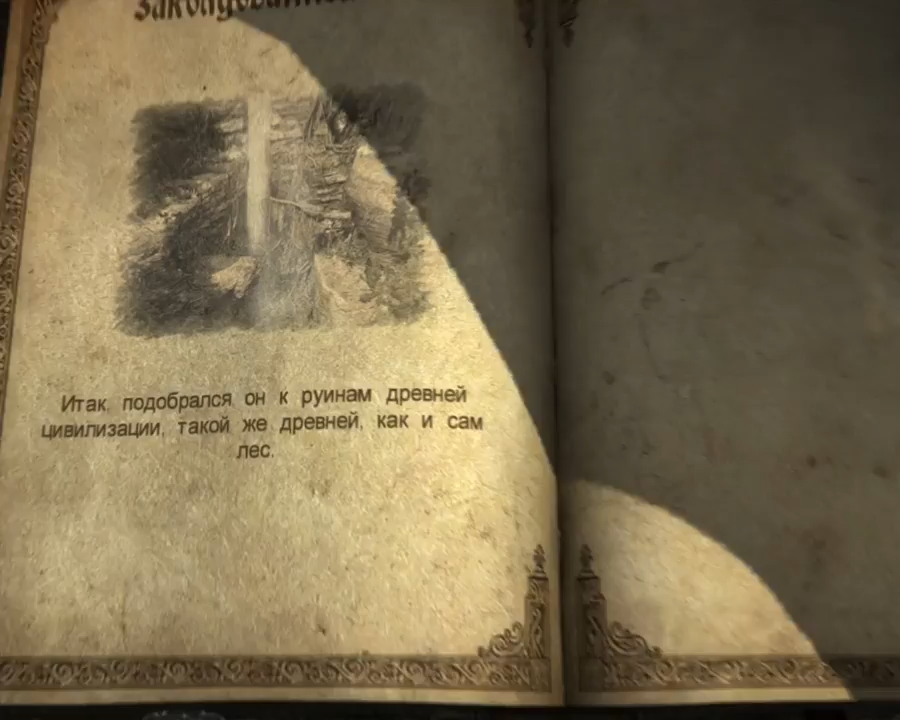 Итак, подобрался он к руинам древней
цивилизации, такой же древней, как и сам
лес.